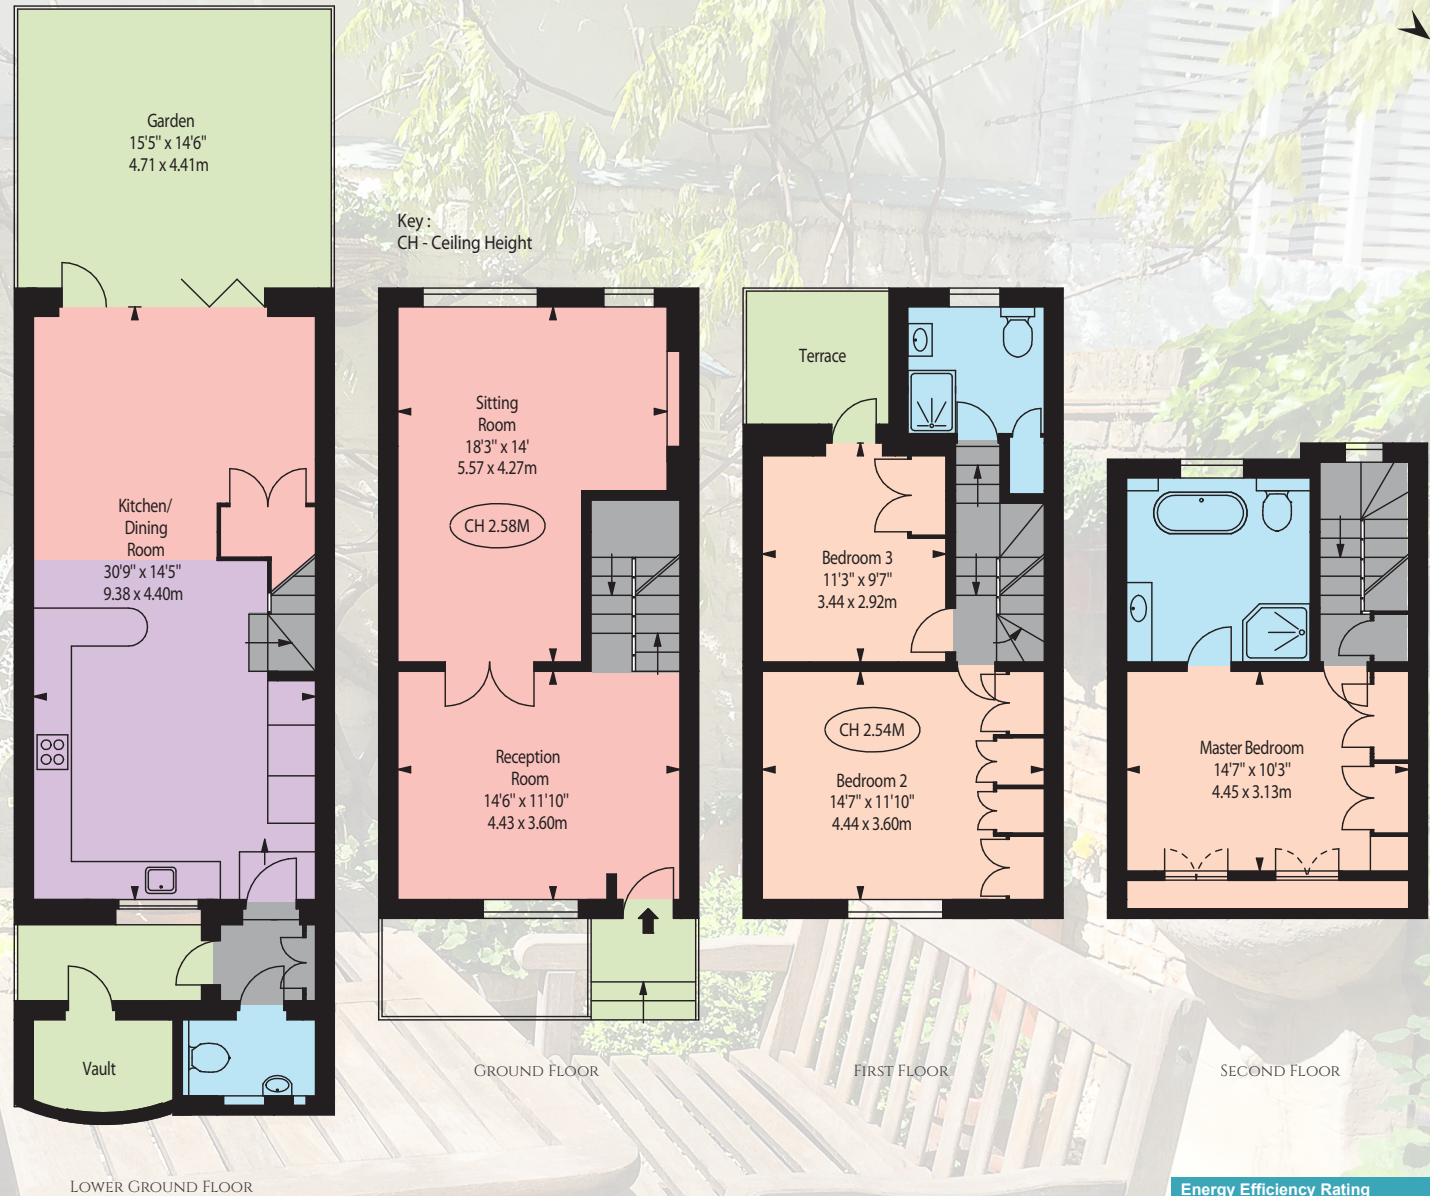 Garden
15'5" x 14'6"
4.71 x 4.41m
Key :
CH - Ceiling Height
Kitchen/
Dining
Room
30'9" x 14'5"
9.38 x 4.40m
Vault
LOWER GROUND FLOOR
Sitting
Room
18'3" x 14'
5.57 x 4.27m
CH 2.58M
Reception
Room
14'6" x 11'10"
4.43 x 3.60m
GROUND FLOOR
Terrace
Bedroom 3
11'3" x 9'7"
3.44 x 2.92m
CH 2.54M
Bedroom 2
14'7" x 11'10"
4.44 x 3.60m
FIRST FLOOR
Master Bedroom
14'7" x 10'3"
4.45 x 3.13m
SECOND FLOOR
Energy Efficiency Rating